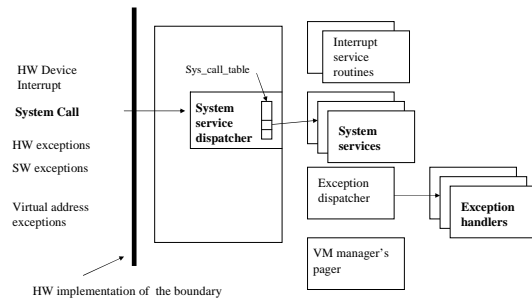 HW Device
Interrupt
System Call
HW exceptions
SW exceptions
Virtual address
exceptions
HW implementation of the boundary
Sys_call_table
System
service
dispatcher
Interrupt
service
routines
System
services
Exception
dispatcher
Exception
handlers
VM manager's
pager